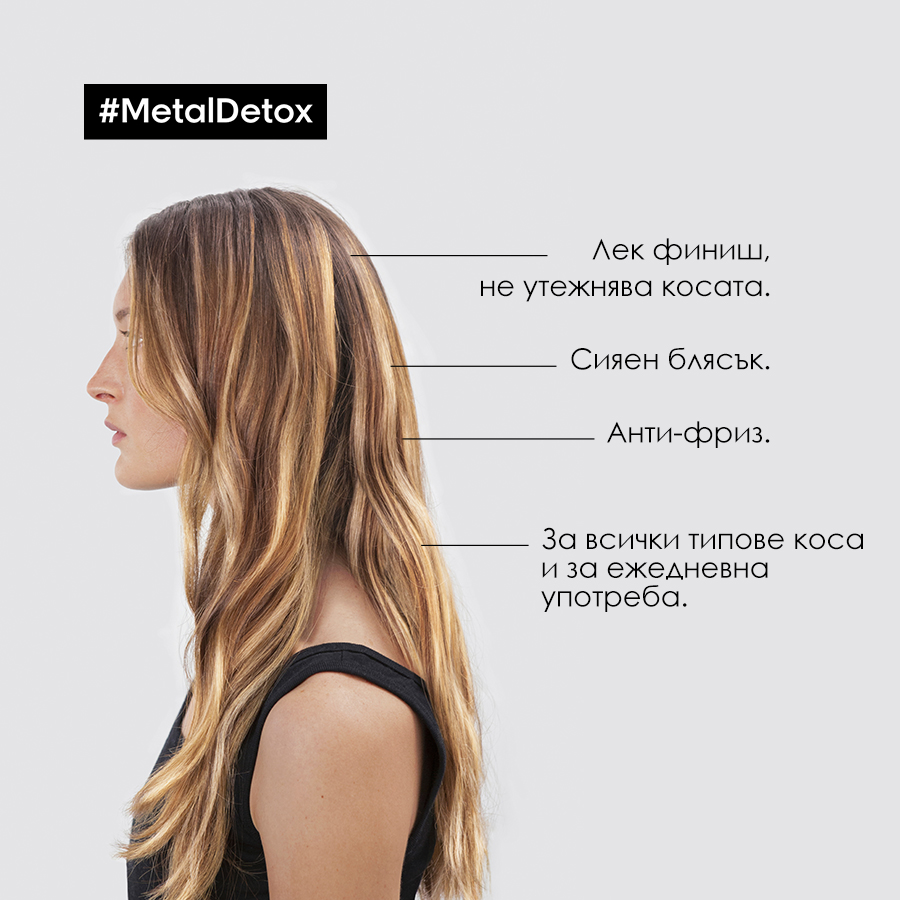 #MetalDetox
Лек финиш,
не утежнява косата.
Сияен блясък.
Анти-фриз.
За всички типове коса
и за ежедневна
употреба.